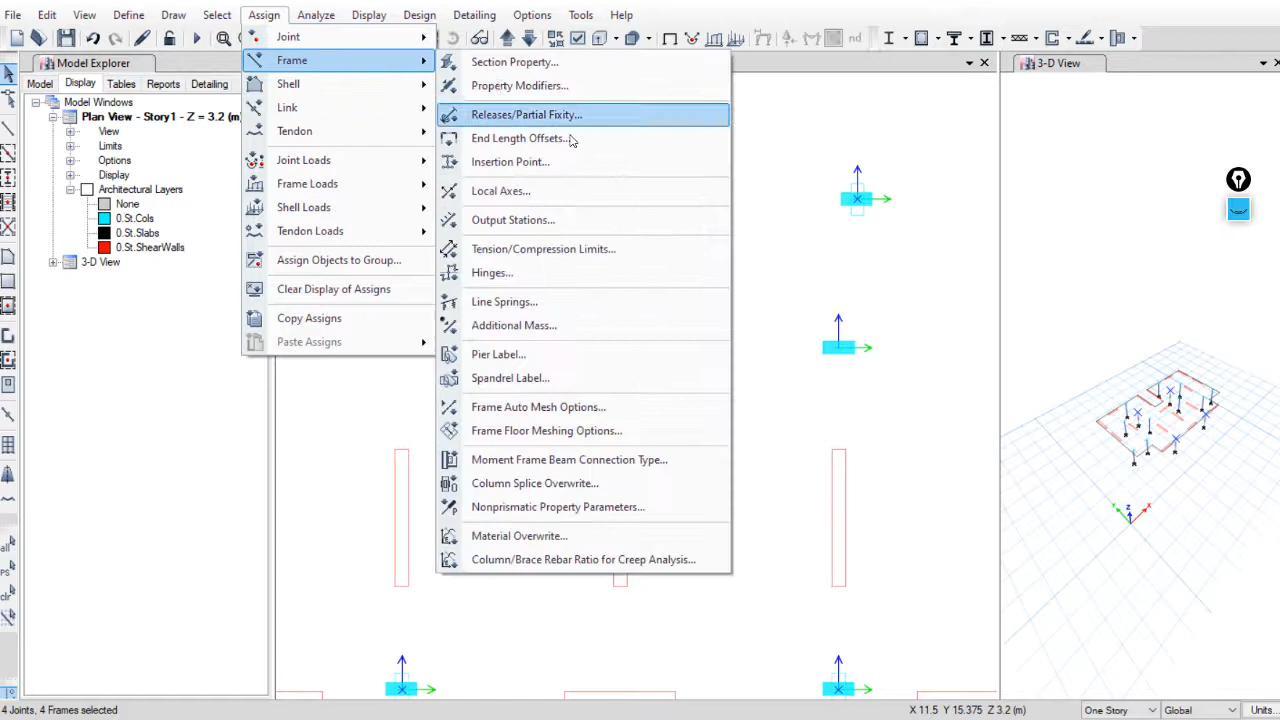 File Edit View Define Draw Select Assign Analyze Display Design Detailing Options Tools Help
nd
Model Explorer
Model Display Tables Reports Detailing
Model Windows
Plan View - Story1 - Z = 3.2 (m)
View
Limits
Options
Display
Architectural Layers
None
0.St.Cols
0.St.Slabs
0.St.ShearWalls
3-D View
Joint
Frame
Shell
Link
Tendon
Joint Loads
Frame Loads
Shell Loads
Tendon Loads
Assign Objects to Group...
Clear Display of Assigns
Copy Assigns
Paste Assigns
Section Property...
Property Modifiers...
Releases/Partial Fixity...
End Length Offsets...
Insertion Point...
Local Axes...
Output Stations...
Tension/Compression Limits...
Hinges...
Line Springs...
Additional Mass...
Pier Label...
Spandrel Label...
Frame Auto Mesh Options...
Frame Floor Meshing Options...
Moment Frame Beam Connection Type...
Column Splice Overwrite...
Nonprismatic Property Parameters...
Material Overwrite...
Column/Brace Rebar Ratio for Creep Analysis...
3-D View
Y Z X
all
PS
clr
4 Joints, 4 Frames selected
X 11.5 Y 15.375 Z 3.2 (m)
One Story
Global
Units...